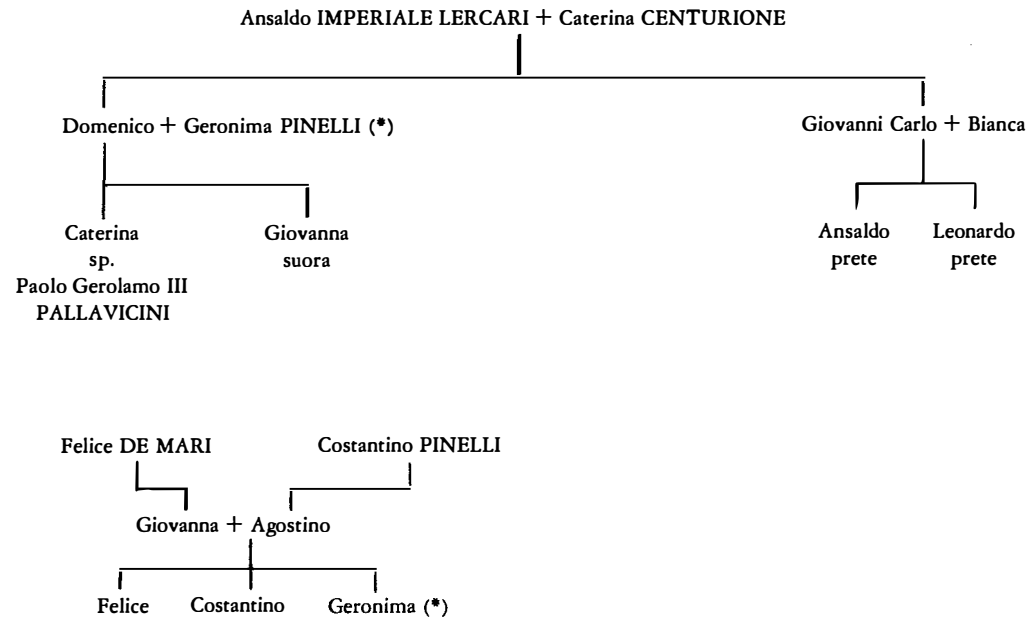 Ansaldo IMPERIALE LERCARI + Caterina CENTURIONE
Domenico + Geronima PINELLI (*)
Giovanni Carlo + Bianca
Caterina
sp.
Paolo Gerolamo III
PALLAVICINI
Giovanna
suora
Ansaldo
prete
Leonardo
prete
Felice DE MARI
Costantino PINELLI
Giovanna + Agostino
Felice
Costantino
Geronima (*)